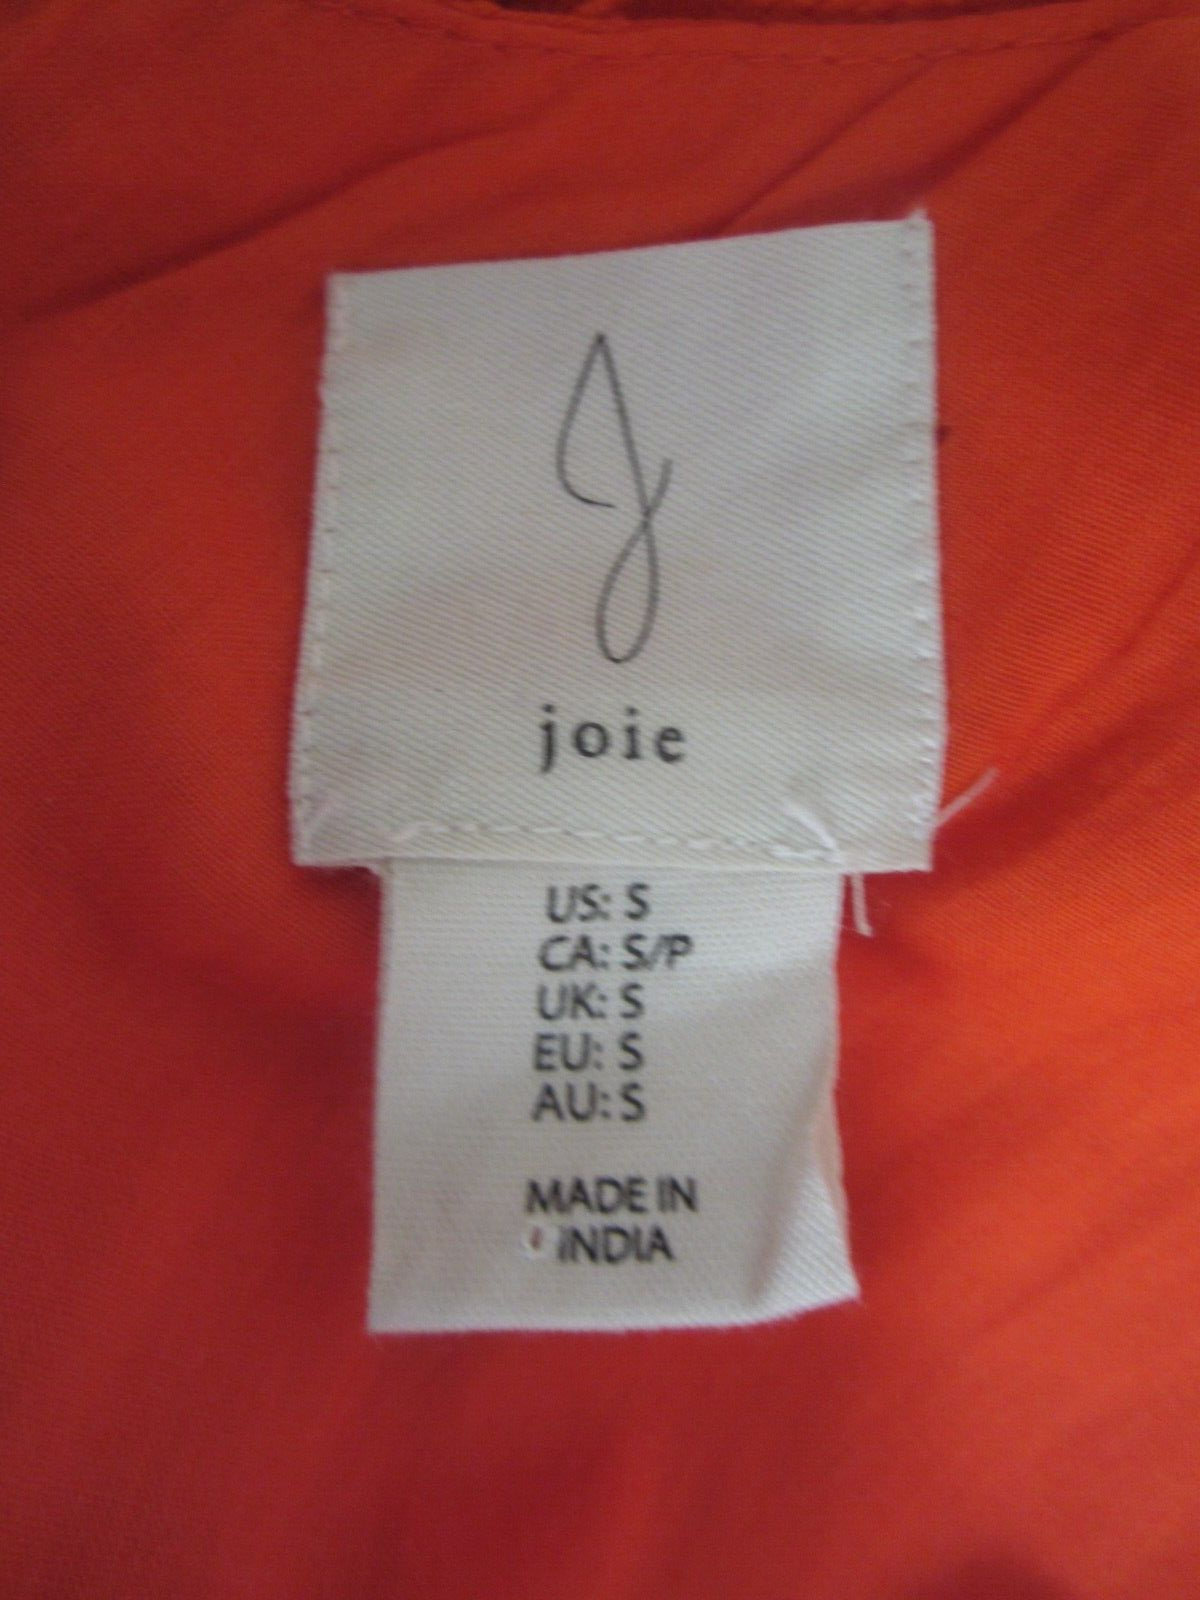 J
joie
US: S
CA: S/P
UK: S
EU: S
AU: S
MADE IN
INDIA